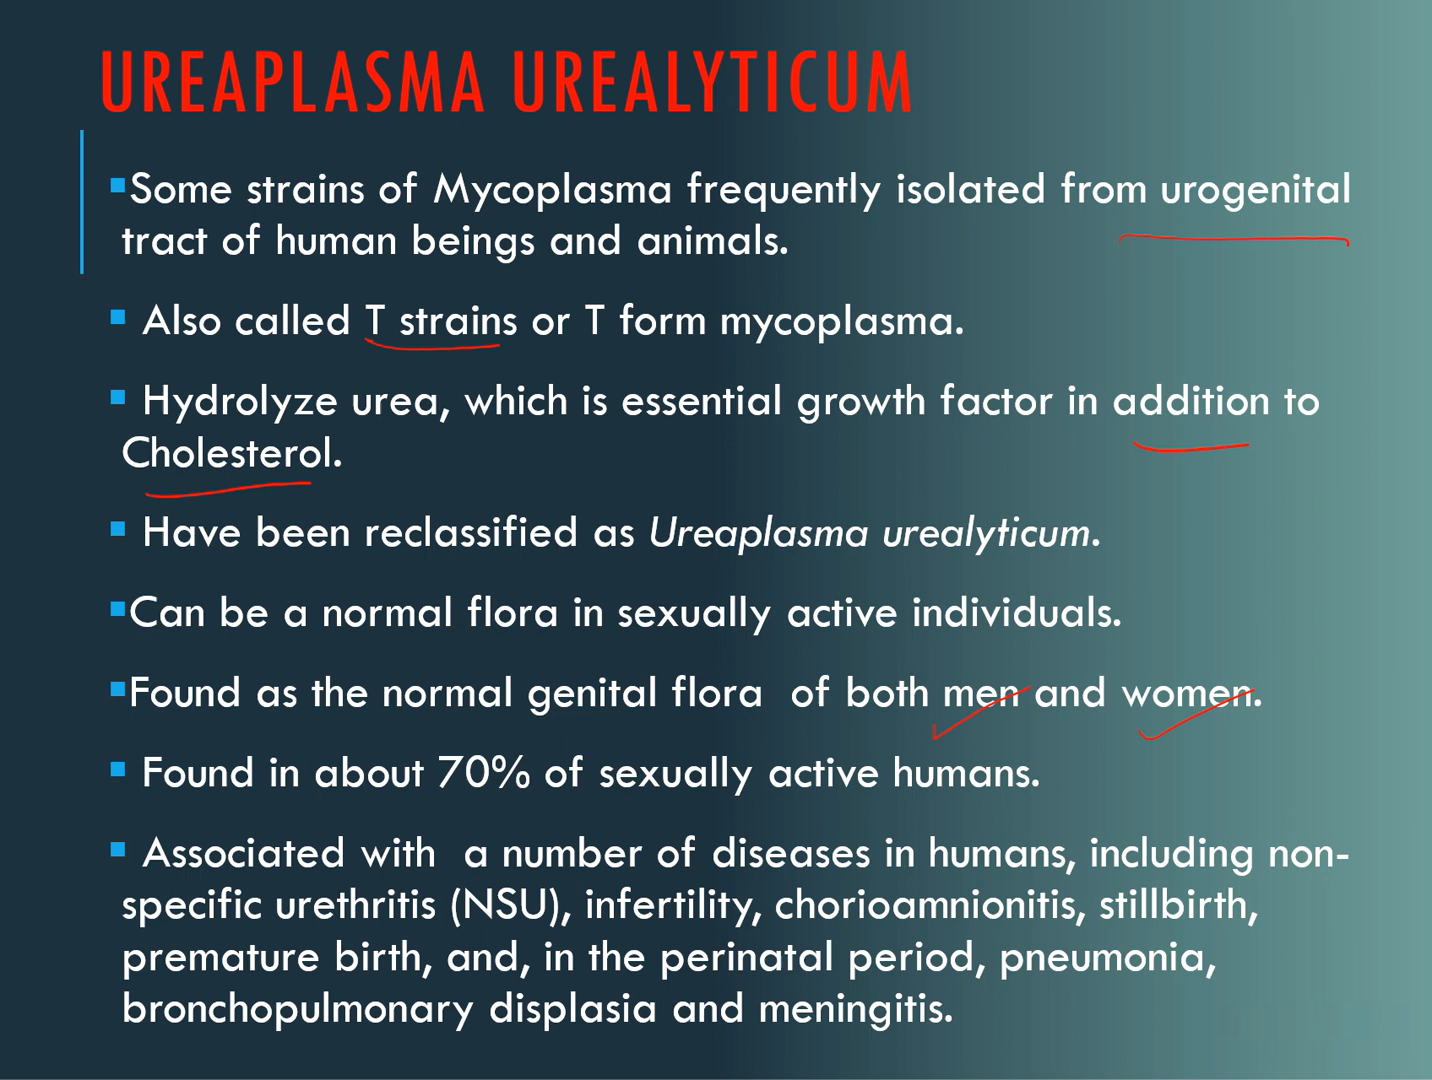 UREAPLASMA UREALYTICUM
▪Some strains of Mycoplasma frequently isolated from urogenital
tract of human beings and animals.
▪ Also called T strains or T form mycoplasma.
▪ Hydrolyze urea, which is essential growth factor in addition to
Cholesterol.
▪ Have been reclassified as Ureaplasma urealyticum.
▪Can be a normal flora in sexually active individuals.
▪Found as the normal genital flora  of both men and women.
▪ Found in about 70% of sexually active humans.
▪ Associated with  a number of diseases in humans, including non-
specific urethritis (NSU), infertility, chorioamnionitis, stillbirth,
premature birth, and, in the perinatal period, pneumonia,
bronchopulmonary displasia and meningitis.